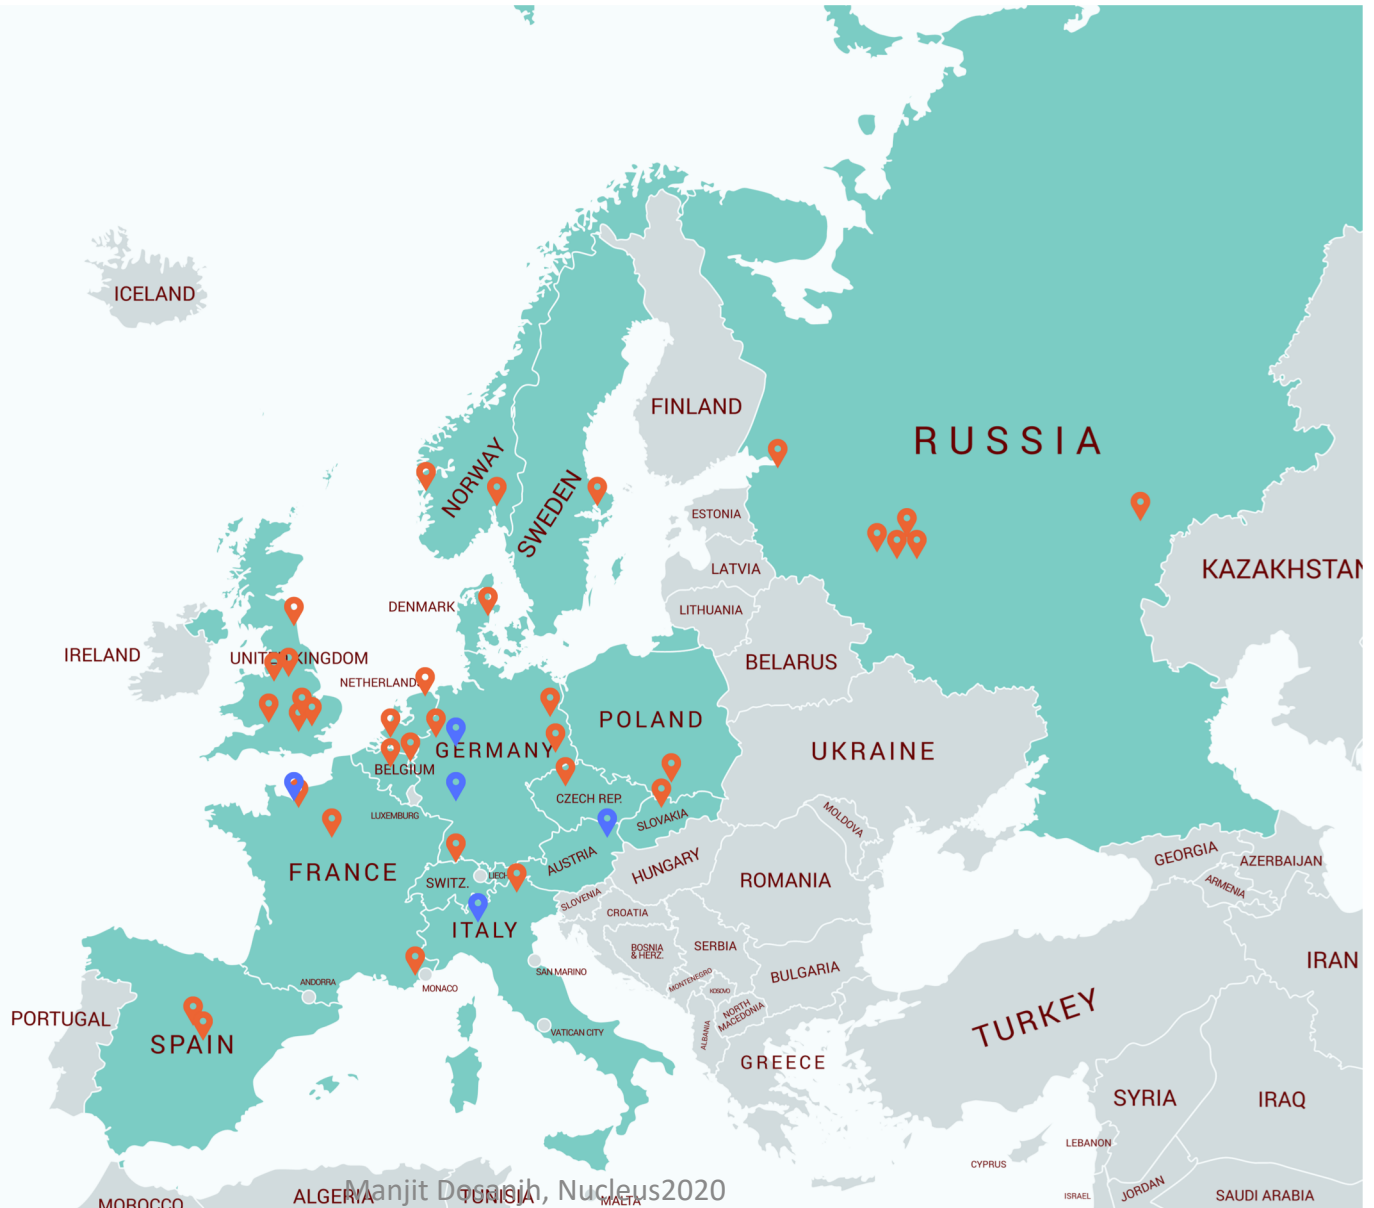 ICELAND
FINLAND
RUSSIA
NORWAY
SWEDEN
ESTONIA
LATVIA
KAZAKHSTAN
DENMARK
LITHUANIA
IRELAND
UNITED KINGDOM
BELARUS
NETHERLAND
POLAND
GERMANY
UKRAINE
BELGIUM
CZECH REP.
LUXEMBURG
SLOVAKIA
MOLDOVA
FRANCE
AUSTRIA
HUNGARY
GEORGIA
AZERBAIJAN
SWITZ.
LIECH
ROMANIA
ARMENIA
SLOVENIA
CROATIA
ITALY
BOSNIA
& HERZ.
SERBIA
IRAN
SAN MARINO
MONTENEGRO
KOSOVO
BULGARIA
ANDORRA
MONACO
NORTH
MACEDONIA
PORTUGAL
SPAIN
VATICAN CITY
ALBANIA
TURKEY
GREECE
SYRIA
IRAQ
LEBANON
CYPRUS
JORDAN
ISRAEL
SAUDI ARABIA
MOROCCO
ALGERIA
TUNISIA
MALTA
Manjit Dosanjh, Nucleus2020